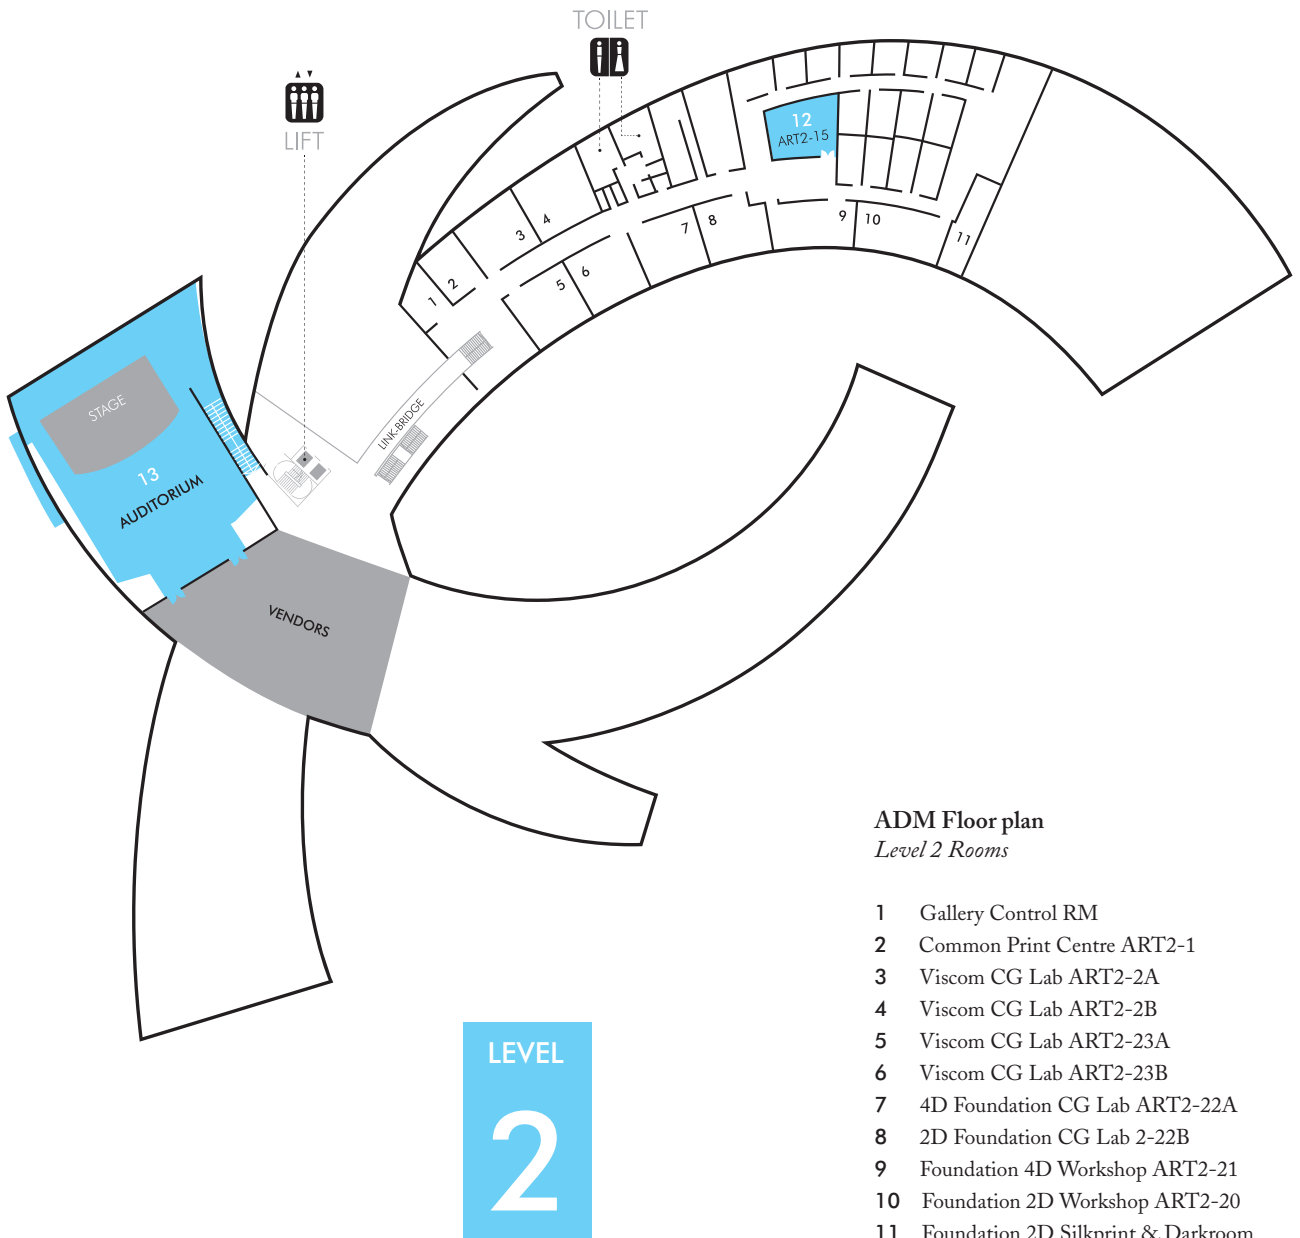 TOILET
LIFT
12
ART2-15
1
2
3
4
5
6
7
8
9
10
11
STAGE
13
AUDITORIUM
LINK-BRIDGE
VENDORS
ADM Floor plan
Level 2 Rooms
1 Gallery Control RM
2 Common Print Centre ART2-1
3 Viscom CG Lab ART2-2A
4 Viscom CG Lab ART2-2B
5 Viscom CG Lab ART2-23A
6 Viscom CG Lab ART2-23B
7 4D Foundation CG Lab ART2-22A
8 2D Foundation CG Lab 2-22B
9 Foundation 4D Workshop ART2-21
10 Foundation 2D Workshop ART2-20
11 Foundation 2D Silkprint & Darkroom
LEVEL
2